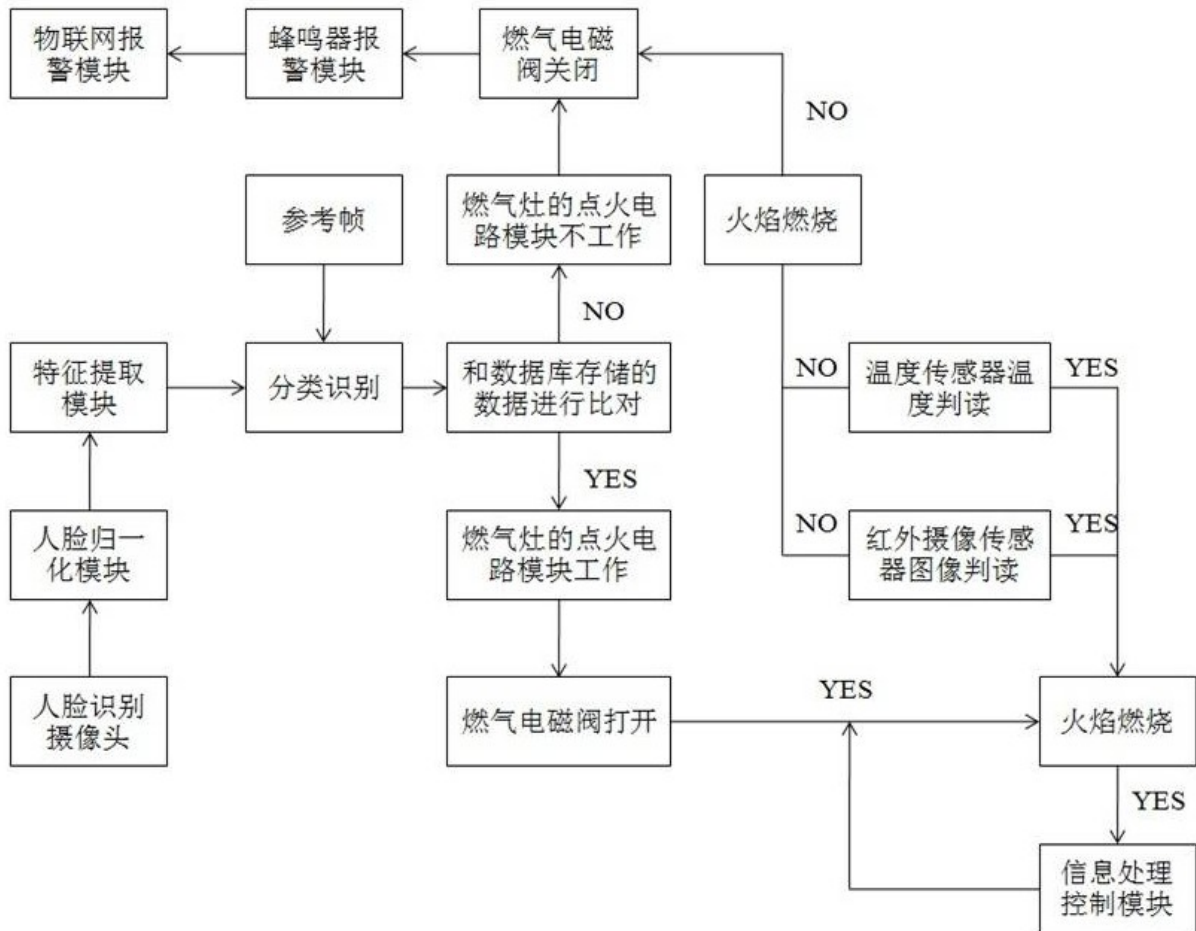 物联网报
警模块
蜂鸣器报
警模块
燃气电磁
阀关闭
NO
参考帧
燃气灶的点火电
路模块不工作
火焰燃烧
NO
特征提取
模块
分类识别
和数据库存储的
数据进行比对
NO
温度传感器温
度判读
YES
YES
人脸归一
化模块
燃气灶的点火电
路模块工作
NO
红外摄像传感
器图像判读
YES
人脸识别
摄像头
燃气电磁阀打开
YES
火焰燃烧
YES
信息处理
控制模块